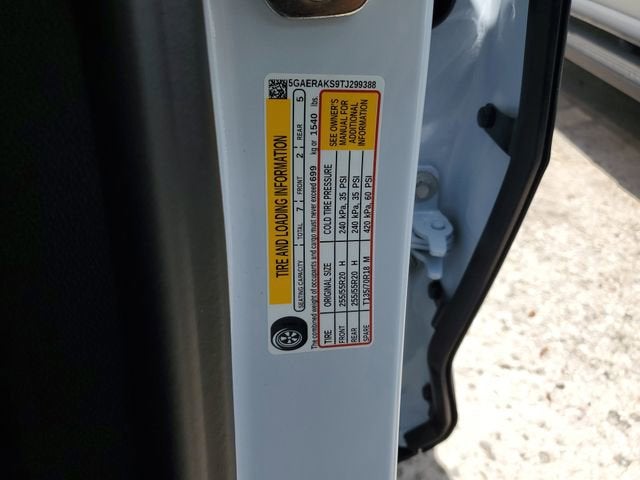 5GAERAKS9TJ299388
TIRE AND LOADING INFORMATION
SEATING CAPACITY TOTAL 7 FRONT 2 REAR 5
The combined weight of occupants and cargo must never exceed 699 kg or 1540 lbs.
TIRE ORIGINAL SIZE COLD TIRE PRESSURE
FRONT 255/55R20 H 240 kPa, 35 PSI
REAR 255/55R20 H 240 kPa, 35 PSI
SPARE T135/70R18 M 420 kPa, 60 PSI
SEE OWNER'S
MANUAL FOR
ADDITIONAL
INFORMATION